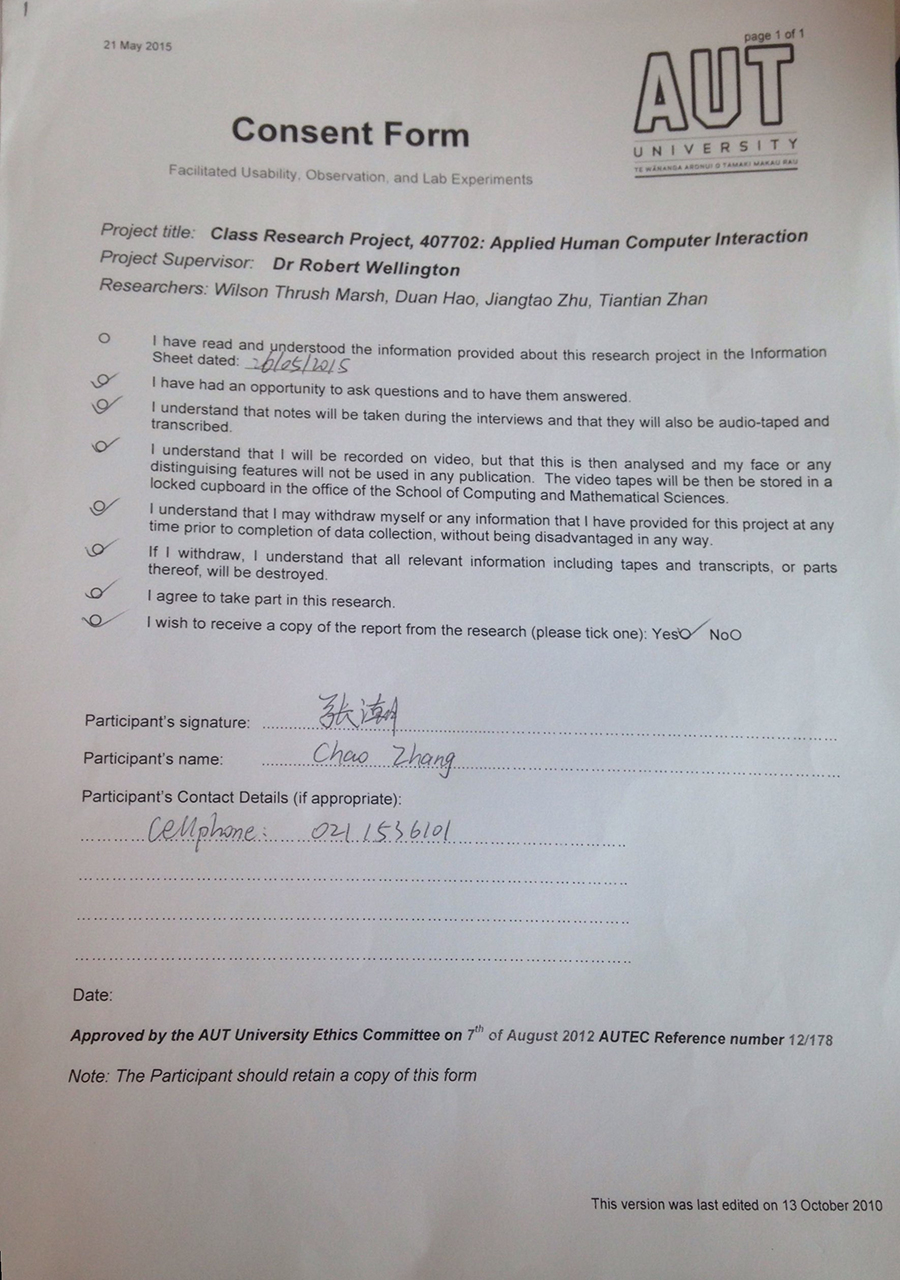 21 May 2015
page 1 of 1
AUT
UNIVERSITY
TE WĀNANGA ARONUI O TAMAKI MAKAU RAU
Consent Form
Facilitated Usability, Observation, and Lab Experiments
Project title: Class Research Project, 407702: Applied Human Computer Interaction
Project Supervisor: Dr Robert Wellington
Researchers: Wilson Thrush Marsh, Duan Hao, Jiangtao Zhu, Tiantian Zhan
I have read and understood the information provided about this research project in the Information
Sheet dated: 26/05/2015
I have had an opportunity to ask questions and to have them answered.
I understand that notes will be taken during the interviews and that they will also be audio-taped and
transcribed.
I understand that I will be recorded on video, but that this is then analysed and my face or any
distinguising features will not be used in any publication. The video tapes will be then be stored in a
locked cupboard in the office of the School of Computing and Mathematical Sciences.
I understand that I may withdraw myself or any information that I have provided for this project at any
time prior to completion of data collection, without being disadvantaged in any way.
If I withdraw, I understand that all relevant information including tapes and transcripts, or parts
thereof, will be destroyed.
I agree to take part in this research.
I wish to receive a copy of the report from the research (please tick one): YesO NoO
Participant's signature: 张潮
Participant's name: Chao Zhang
Participant's Contact Details (if appropriate):
Cellphone: 021 1536101
Date:
Approved by the AUT University Ethics Committee on 7th of August 2012 AUTEC Reference number 12/178
Note: The Participant should retain a copy of this form
This version was last edited on 13 October 2010